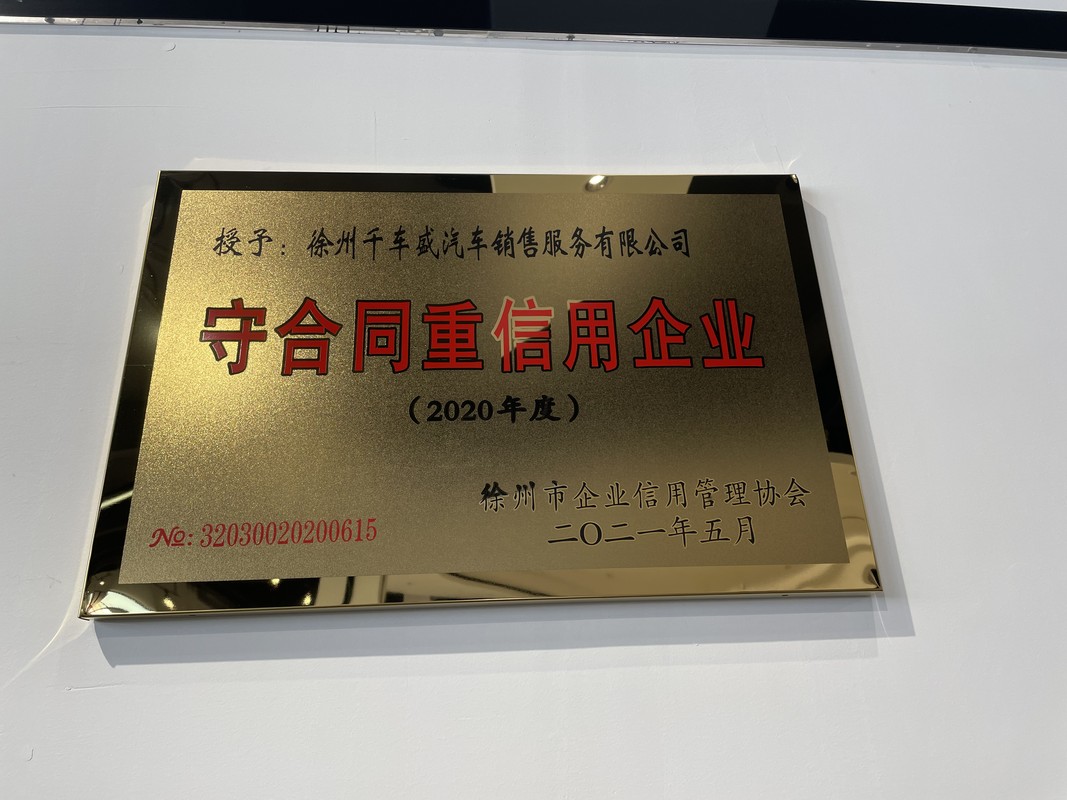 授予：徐州千车盛汽车销售服务有限公司
守合同重信用企业
（2020年度）
徐州市企业信用管理协会
№: 32030020200615
二〇二一年五月